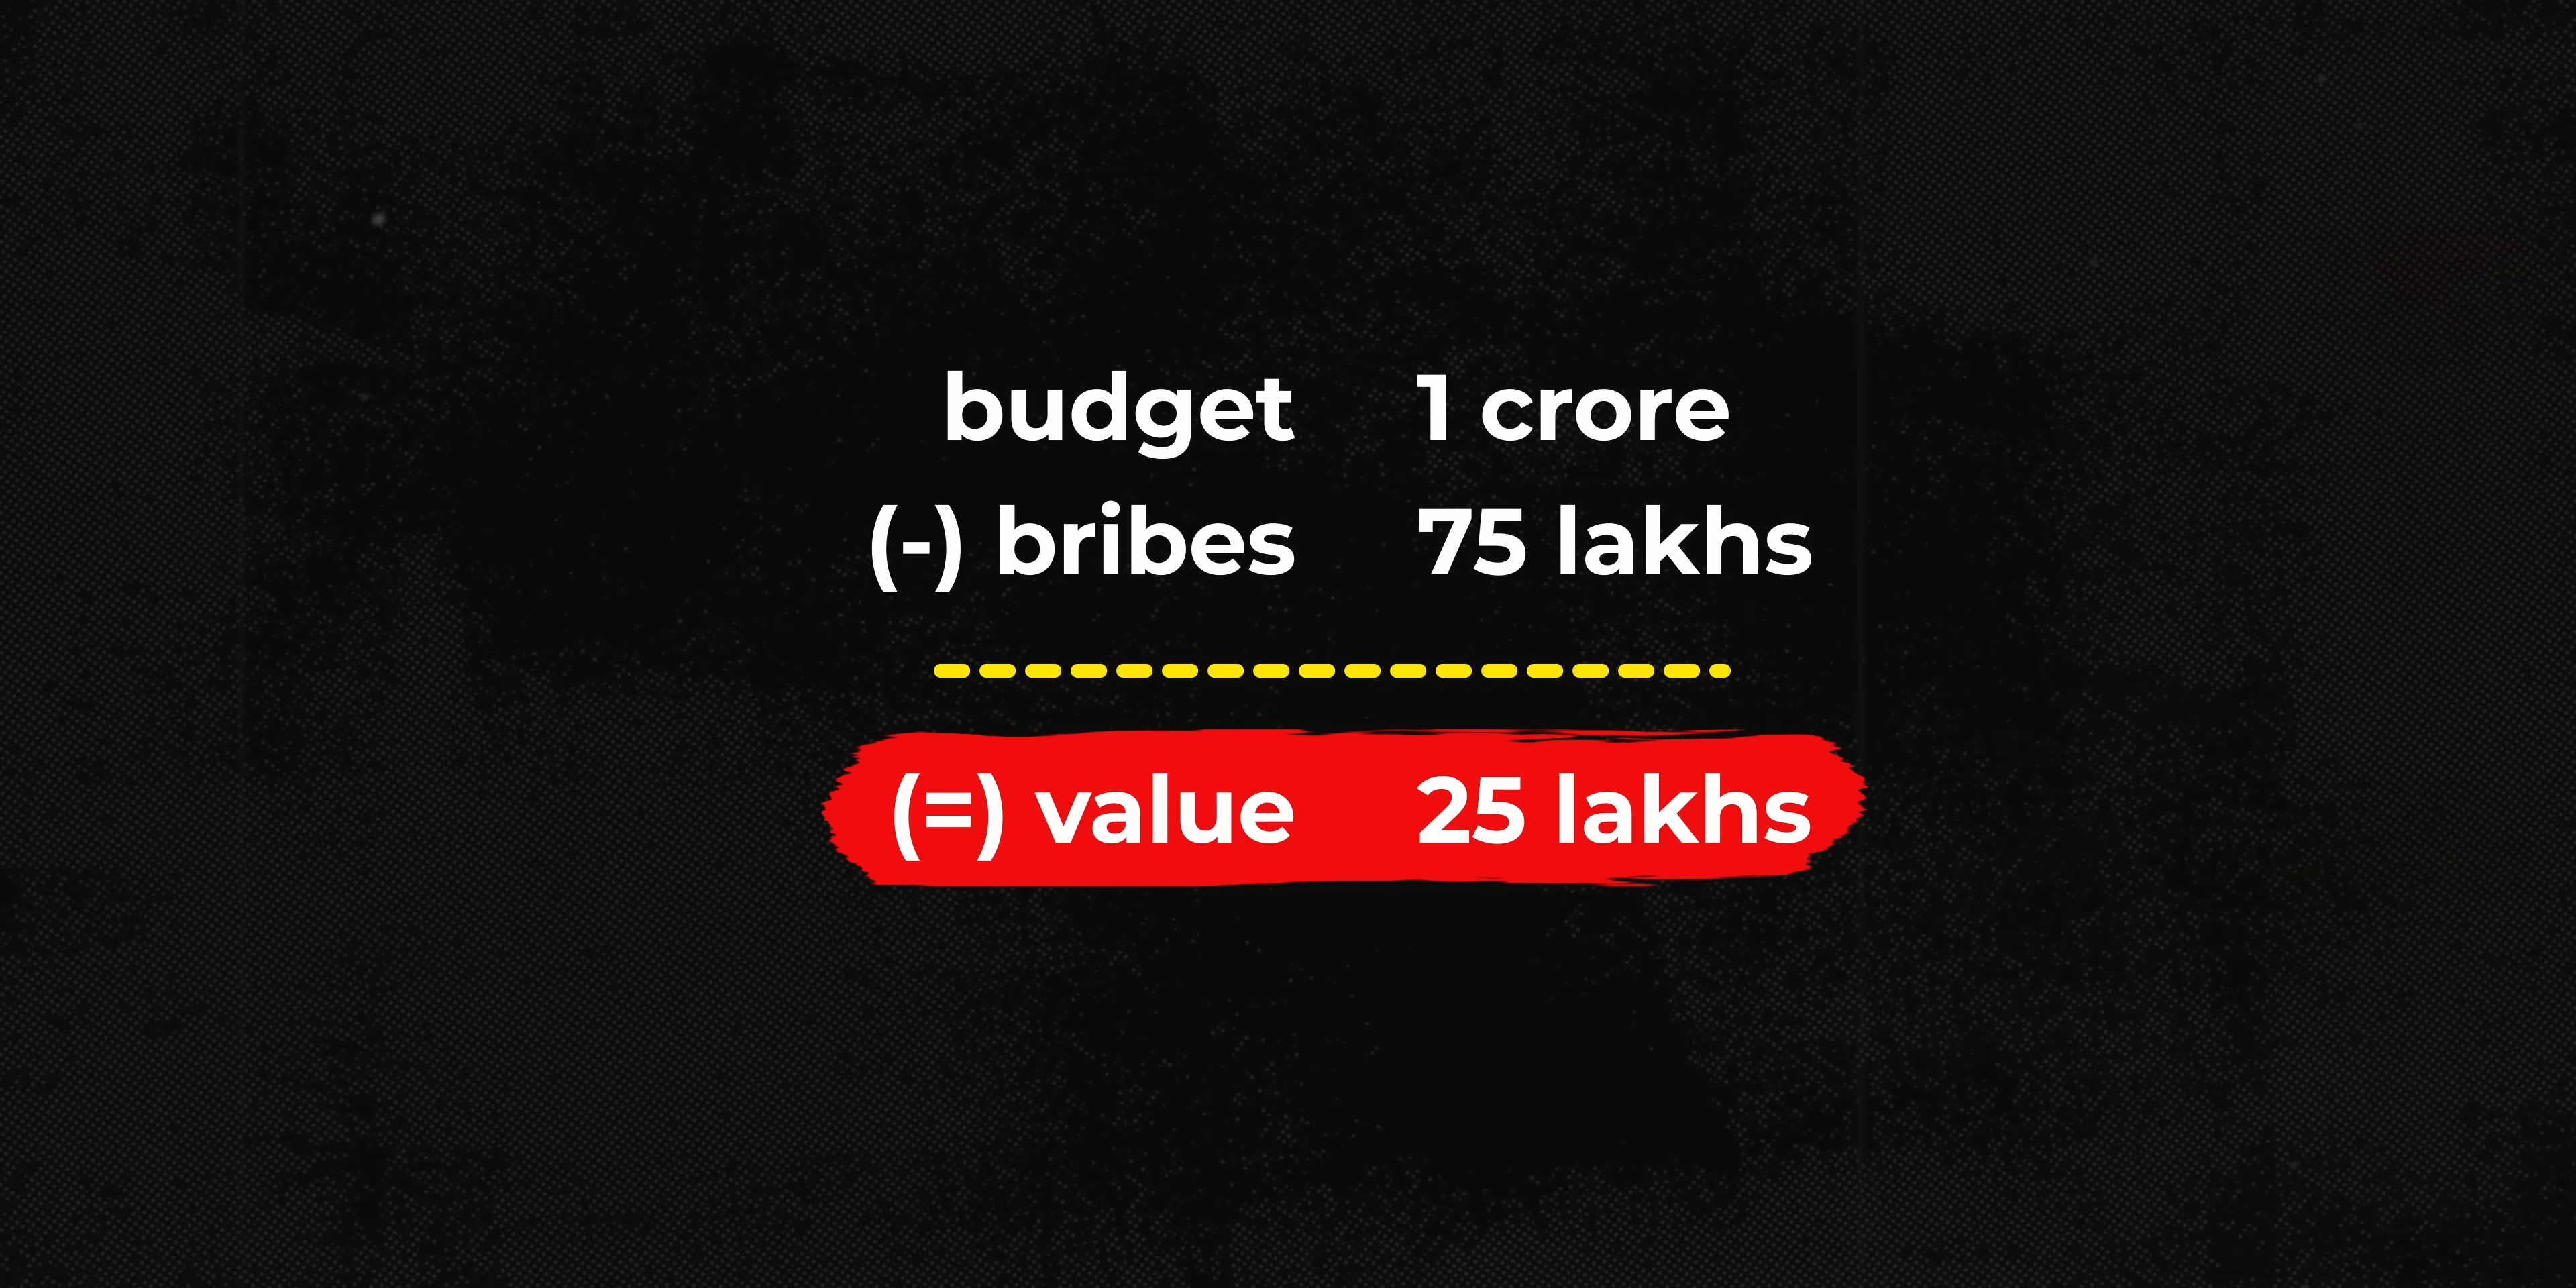 budget 1 crore
(-) bribes 75 lakhs
(=) value 25 lakhs